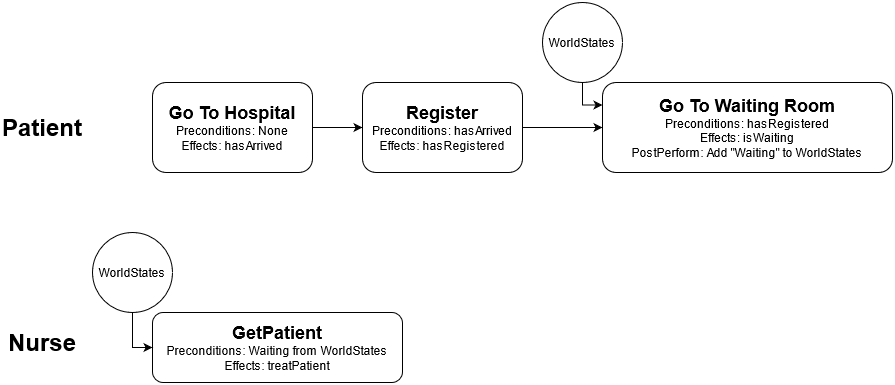 WorldStates
Patient
Go To Hospital
Preconditions: None
Effects: hasArrived
Register
Preconditions: hasArrived
Effects: hasRegistered
Go To Waiting Room
Preconditions: hasRegistered
Effects: isWaiting
PostPerform: Add "Waiting" to WorldStates
WorldStates
Nurse
GetPatient
Preconditions: Waiting from WorldStates
Effects: treatPatient